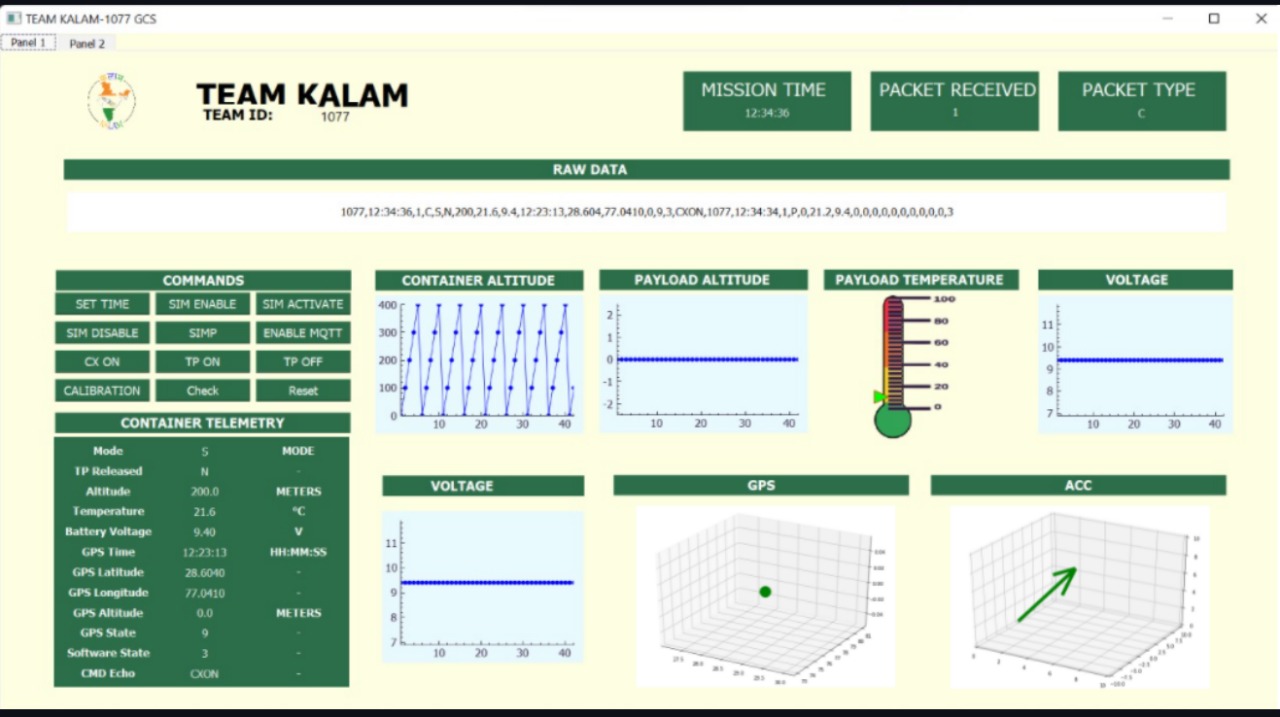 TEAM KALAM-1077 GCS
Panel 1 Panel 2
TEAM KALAM
TEAM ID: 1077
MISSION TIME
12:34:36
PACKET RECEIVED
1
PACKET TYPE
C
RAW DATA
1077,12:34:36,1,C,S,N,200,21.6,9.4,12:23:13,28.604,77.0410,0,9,3,CXON,1077,12:34:34,1,P,0,21.2,9.4,0,0,0,0,0,0,0,0,0,0,3
COMMANDS
SET TIME SIM ENABLE SIM ACTIVATE
SIM DISABLE SIMP ENABLE MQTT
CX ON TP ON TP OFF
CALIBRATION Check Reset
CONTAINER TELEMETRY
Mode S MODE
TP Released N -
Altitude 200.0 METERS
Temperature 21.6 °C
Battery Voltage 9.40 V
GPS Time 12:23:13 HH:MM:SS
GPS Latitude 28.6040 -
GPS Longitude 77.0410 -
GPS Altitude 0.0 METERS
GPS State 9 -
Software State 3 -
CMD Echo CXON -
CONTAINER ALTITUDE
400
300
200
100
0
10 20 30 40
PAYLOAD ALTITUDE
2
1
0
-1
-2
10 20 30 40
PAYLOAD TEMPERATURE
100
80
60
40
20
0
VOLTAGE
11
10
9
8
7
10 20 30 40
VOLTAGE
11
10
9
8
7
10 20 30 40
GPS
ACC